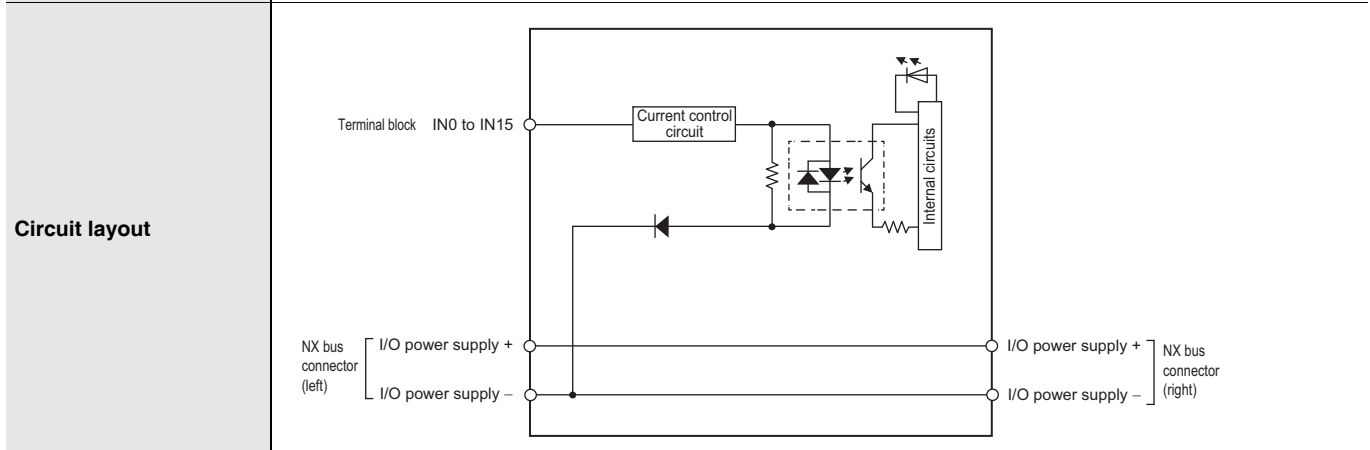 Circuit layout
Terminal block IN0 to IN15
Current control
circuit
Internal circuits
NX bus
connector
(left)
I/O power supply +
I/O power supply −
I/O power supply +
I/O power supply −
NX bus
connector
(right)